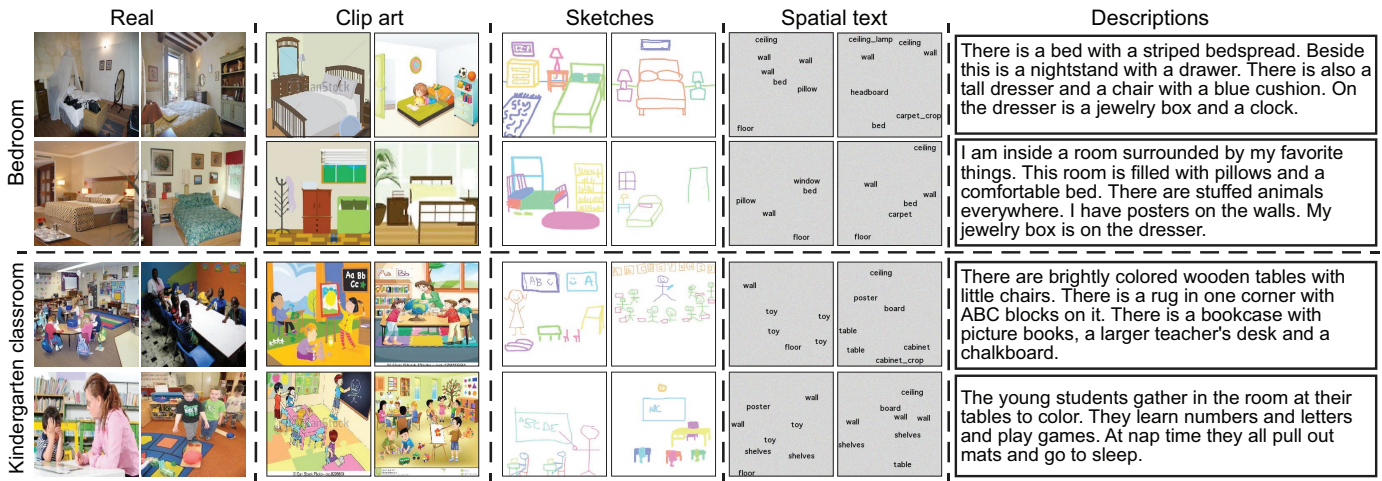 Real
Clip art
Sketches
Spatial text
Descriptions
Bedroom
ceiling
wall
wall
wall
bed
pillow
floor
ceiling_lamp
ceiling
wall
wall
headboard
carpet_crop
bed
There is a bed with a striped bedspread. Beside
this is a nightstand with a drawer. There is also a
tall dresser and a chair with a blue cushion. On
the dresser is a jewelry box and a clock.
window
bed
pillow
wall
floor
ceiling
wall
wall
bed
carpet
floor
I am inside a room surrounded by my favorite
things. This room is filled with pillows and a
comfortable bed. There are stuffed animals
everywhere. I have posters on the walls. My
jewelry box is on the dresser.
Kindergarten classroom
Aa Bb
Cc
Aa
Bb
AB C
A
ceiling
wall
poster
board
toy
toy
toy
toy
floor
table
table
cabinet
cabinet_crop
There are brightly colored wooden tables with
little chairs. There is a rug in one corner with
ABC blocks on it. There is a bookcase with
picture books, a larger teacher's desk and a
chalkboard.
ABCDE
wall
poster
wall
toy
toy
shelves
shelves
floor
ceiling
board
wall
wall
wall
shelves
shelves
table
The young students gather in the room at their
tables to color. They learn numbers and letters
and play games. At nap time they all pull out
mats and go to sleep.